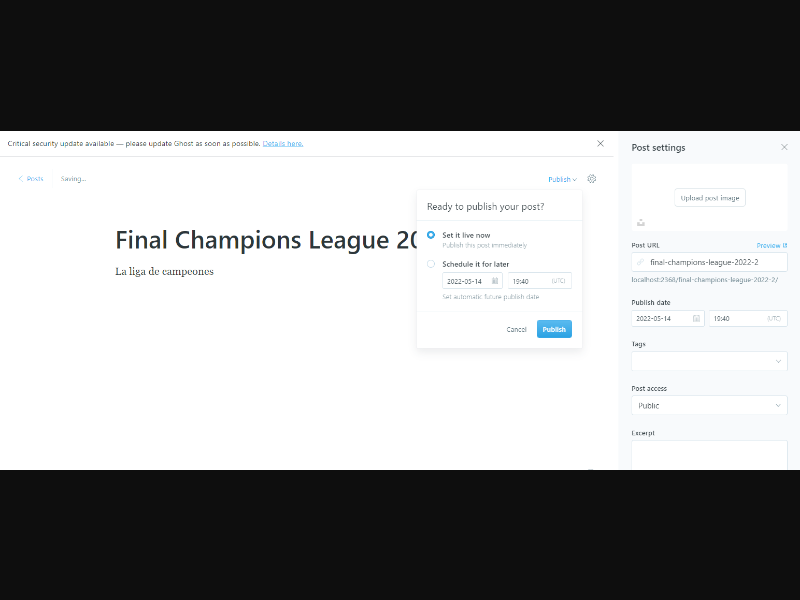 Critical security update available — please update Ghost as soon as possible. Details here:
Posts
Saving...
Publish
Ready to publish your post?
Set it live now
Publish this post immediately
Schedule it for later
2022-05-14
19:40
(UTC)
Set automatic future publish date
Cancel
Publish
Final Champions League 20
La liga de campeones
Post settings
Upload post image
Post URL
Preview
final-champions-league-2022-2
localhost:2368/final-champions-league-2022-2/
Publish date
2022-05-14
19:40
(UTC)
Tags
Post access
Public
Excerpt